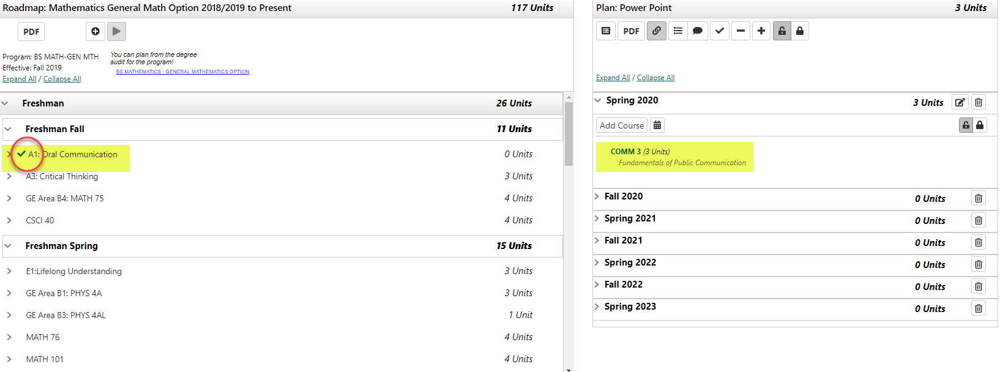 Roadmap: Mathematics General Math Option 2018/2019 to Present 117 Units
PDF
Program: BS MATH-GEN MTH
Effective: Fall 2019
Expand All / Collapse All
You can plan from the degree
audit for the program!
BS MATHEMATICS - GENERAL MATHEMATICS OPTION
Freshman 26 Units
Freshman Fall 11 Units
A1: Oral Communication 0 Units
A3: Critical Thinking 3 Units
GE Area B4: MATH 75 4 Units
CSCI 40 4 Units
Freshman Spring 15 Units
E1:Lifelong Understanding 3 Units
GE Area B1: PHYS 4A 3 Units
GE Area B3: PHYS 4AL 1 Unit
MATH 76 4 Units
MATH 101 4 Units
Plan: Power Point 3 Units
PDF
Expand All / Collapse All
Spring 2020 3 Units
Add Course
COMM 3 (3 Units)
Fundamentals of Public Communication
Fall 2020 0 Units
Spring 2021 0 Units
Fall 2021 0 Units
Spring 2022 0 Units
Fall 2022 0 Units
Spring 2023 0 Units